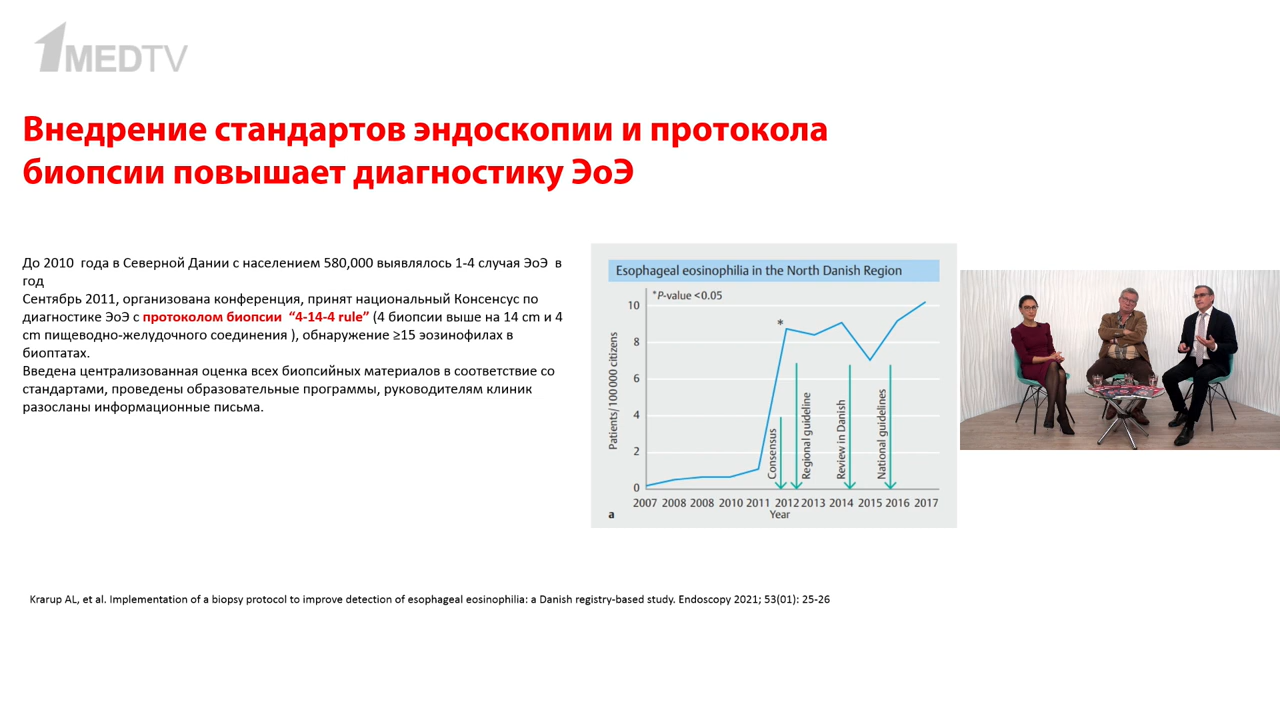 1MEDTV
Внедрение стандартов эндоскопии и протокола
биопсии повышает диагностику ЭоЭ
До 2010 года в Северной Дании с населением 580,000 выявлялось 1-4 случая ЭоЭ в
год
Сентябрь 2011, организована конференция, принят национальный Консенсус по
диагностике ЭоЭ с протоколом биопсии “4-14-4 rule” (4 биопсии выше на 14 cm и 4
cm пищеводно-желудочного соединения ), обнаружение ≥15 эозинофилах в
биоптатах.
Введена централизованная оценка всех биопсийных материалов в соответствие со
стандартами, проведены образовательные программы, руководителям клиник
разосланы информационные письма.
Esophageal eosinophilia in the North Danish Region
*P-value <0.05
Patients/100 000 citizens
10
8
6
4
2
0
*
Consensus
Regional guideline
Review in Danish
National guidelines
2007 2008 2008 2010 2011 2012 2013 2014 2015 2016 2017
Year
a
Krarup AL, et al. Implementation of a biopsy protocol to improve detection of esophageal eosinophilia: a Danish registry-based study. Endoscopy 2021; 53(01): 25-26